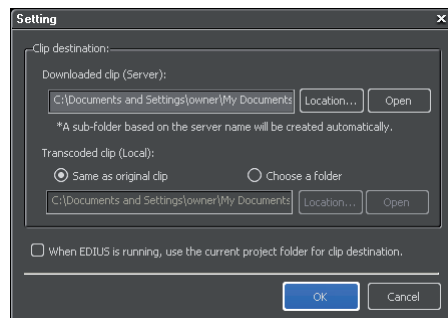 Setting
x
Clip destination:
Downloaded clip (Server):
C:\Documents and Settings\owner\My Documents Location... Open
*A sub-folder based on the server name will be created automatically.
Transcoded clip (Local):
Same as original clip Choose a folder
C:\Documents and Settings\owner\My Documents Location... Open
When EDIUS is running, use the current project folder for clip destination.
OK Cancel